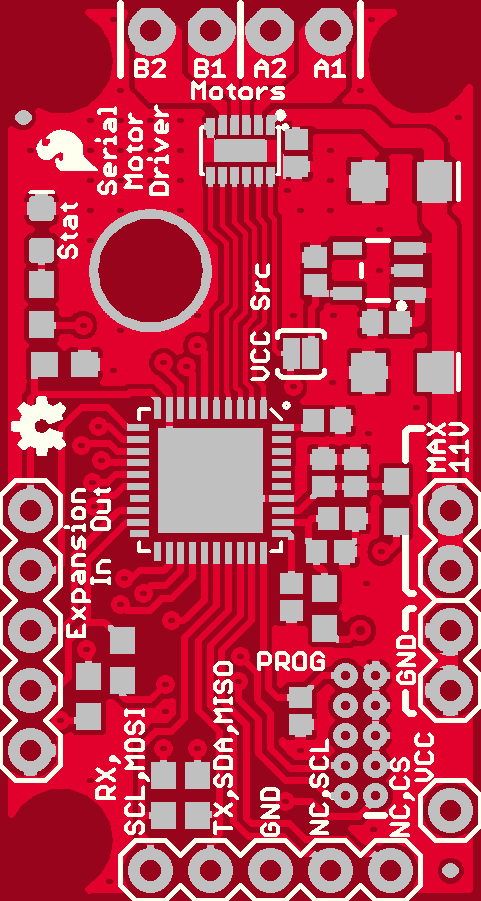 B2 B1 A2 A1
Motors
Serial
Motor
Driver
Stat
VCC Src
MAX
11V
Expansion
In Out
GND
PROG
RX,
SCL,MOSI
TX,SDA,MISO
GND
NC,SCL
NC,CS
VCC